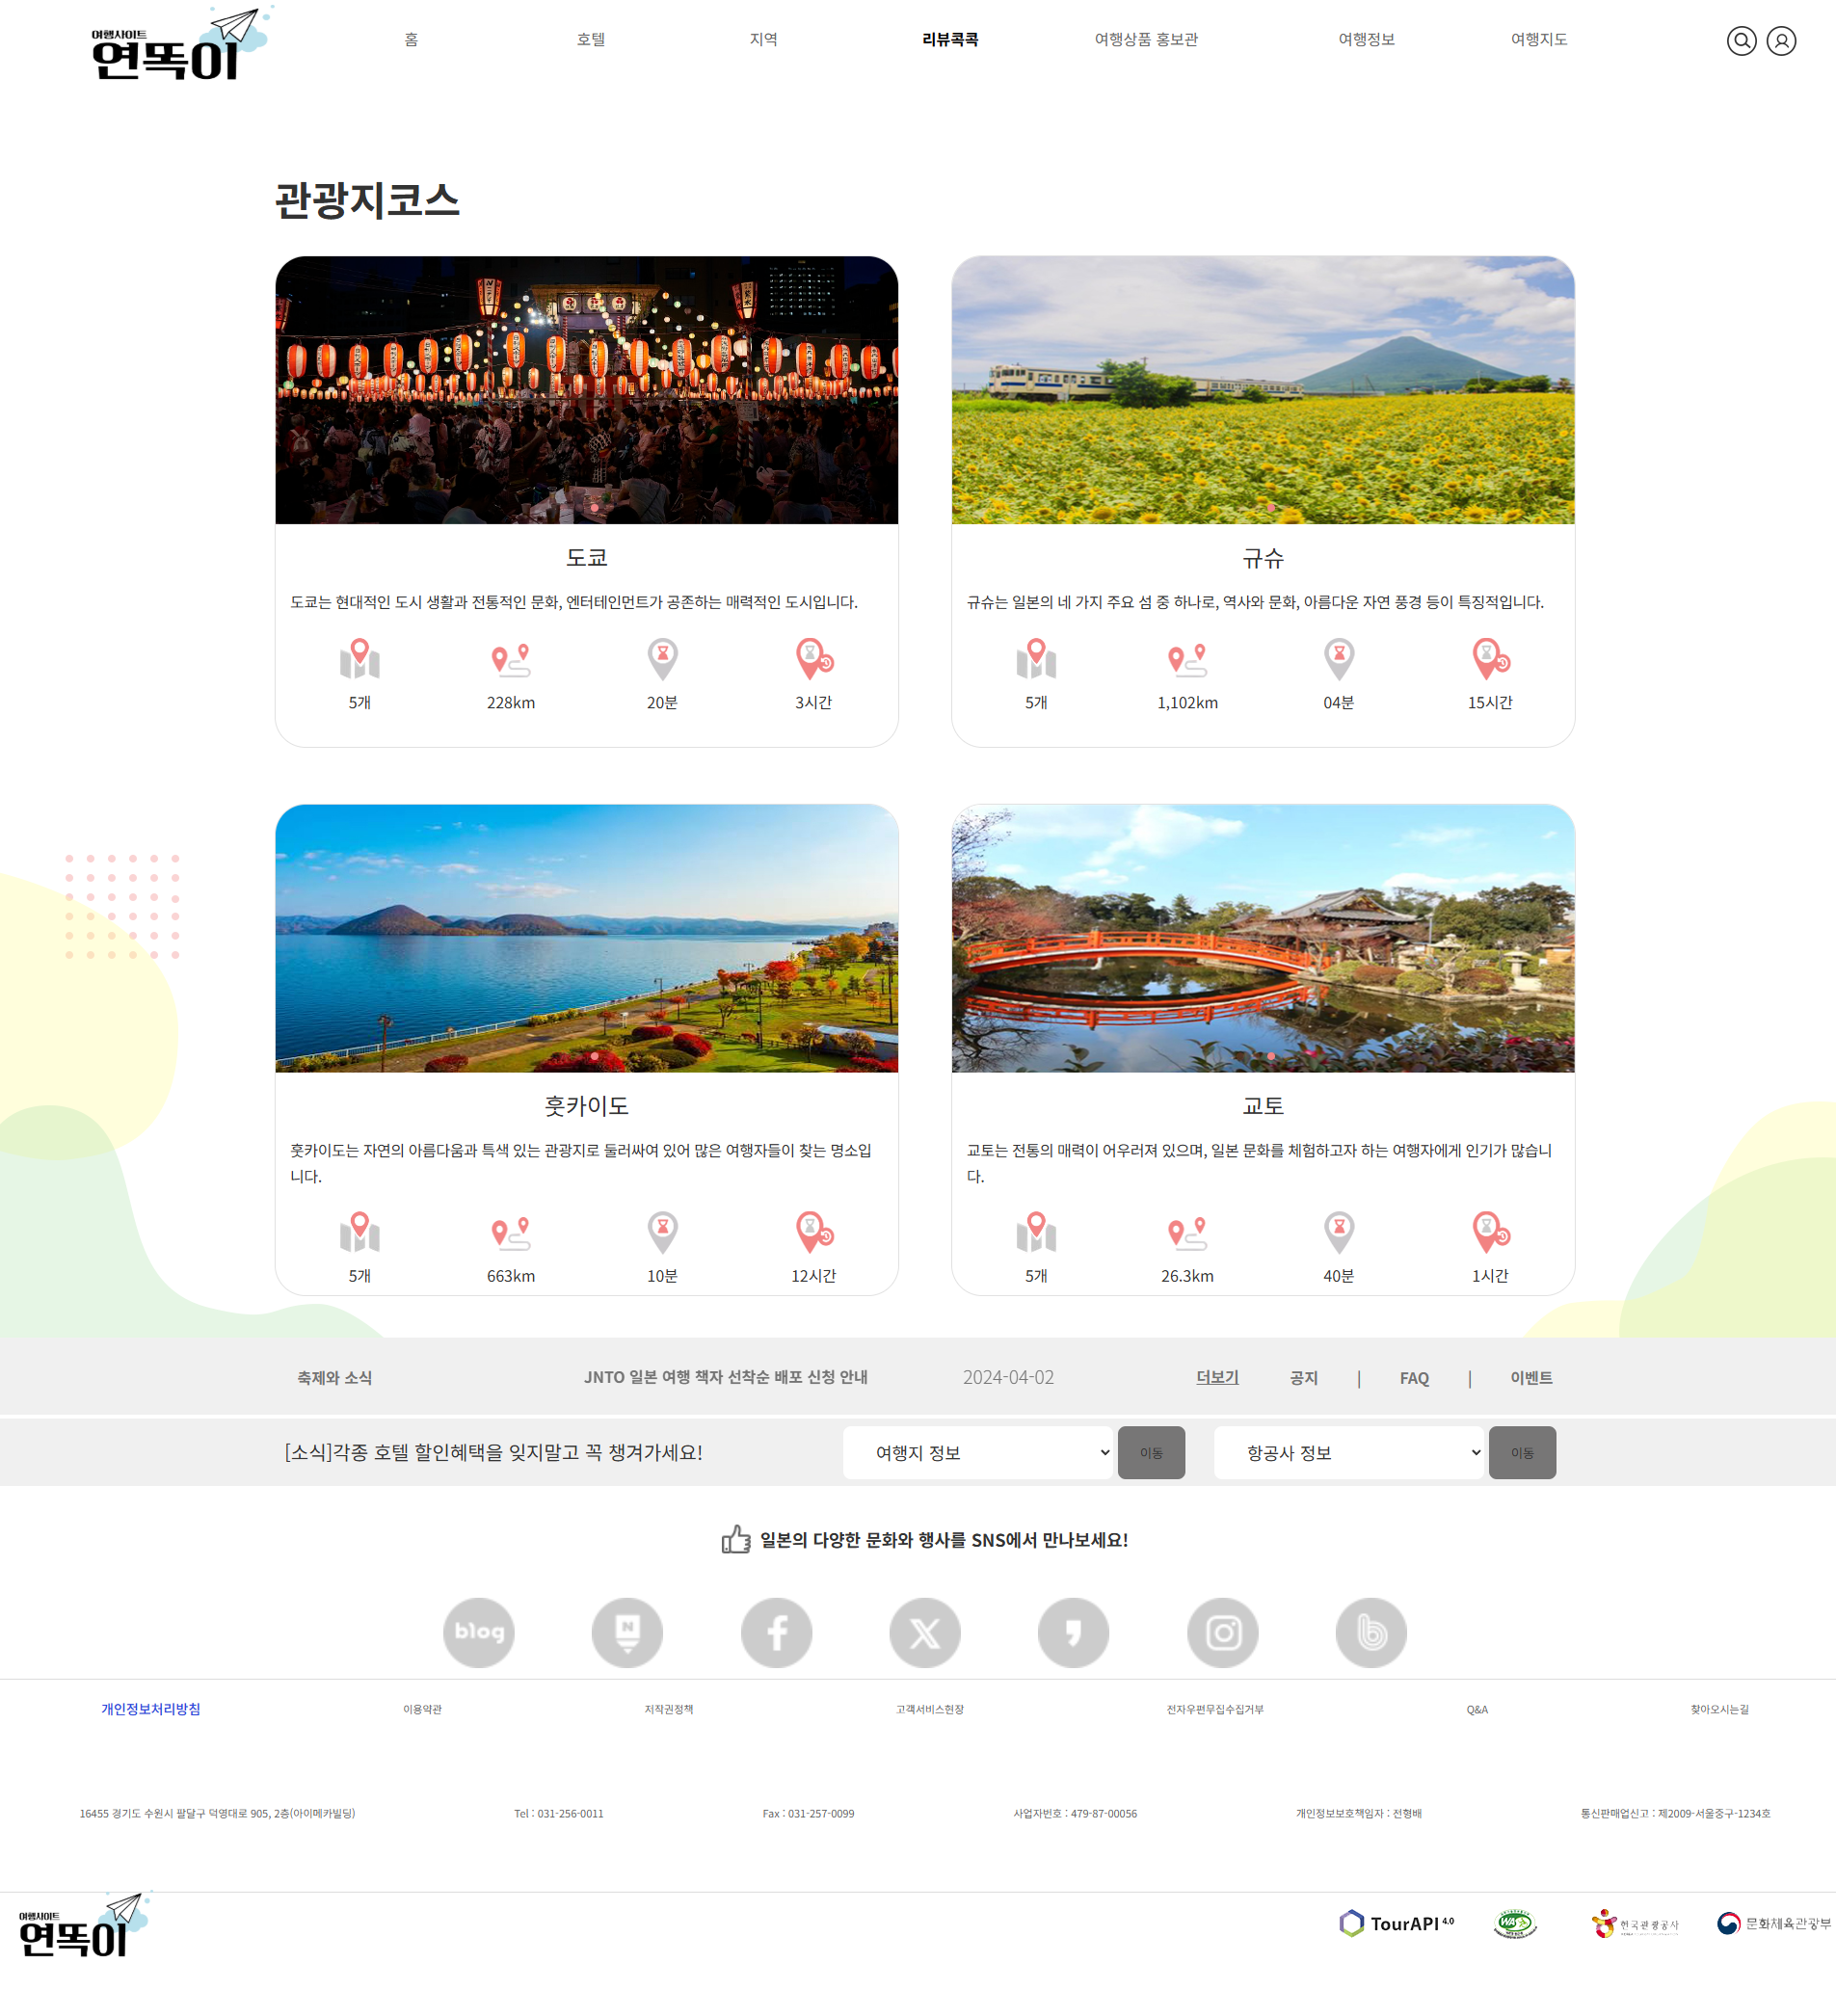 여행사이트
연똑이
홈
호텔
지역
리뷰콕콕
여행상품 홍보관
여행정보
여행지도
관광지코스
도쿄
도쿄는 현대적인 도시 생활과 전통적인 문화, 엔터테인먼트가 공존하는 매력적인 도시입니다.
5개
228km
20분
3시간
규슈
규슈는 일본의 네 가지 주요 섬 중 하나로, 역사와 문화, 아름다운 자연 풍경 등이 특징적입니다.
5개
1,102km
04분
15시간
훗카이도
훗카이도는 자연의 아름다움과 특색 있는 관광지로 둘러싸여 있어 많은 여행자들이 찾는 명소입
니다.
5개
663km
10분
12시간
교토
교토는 전통의 매력이 어우러져 있으며, 일본 문화를 체험하고자 하는 여행자에게 인기가 많습니
다.
5개
26.3km
40분
1시간
축제와 소식
JNTO 일본 여행 책자 선착순 배포 신청 안내
2024-04-02
더보기
공지 | FAQ | 이벤트
[소식]각종 호텔 할인혜택을 잊지말고 꼭 챙겨가세요!
여행지 정보
이동
항공사 정보
이동
일본의 다양한 문화와 행사를 SNS에서 만나보세요!
blog
N
개인정보처리방침
이용약관
저작권정책
고객서비스헌장
전자우편무집수집거부
Q&A
찾아오시는길
16455 경기도 수원시 팔달구 덕영대로 905, 2층(아이메카빌딩)
Tel : 031-256-0011
Fax : 031-257-0099
사업자번호 : 479-87-00056
개인정보보호책임자 : 전형배
통신판매업신고 : 제2009-서울중구-1234호
여행사이트
연똑이
TourAPI 4.0
WA
한국관광공사
문화체육관광부